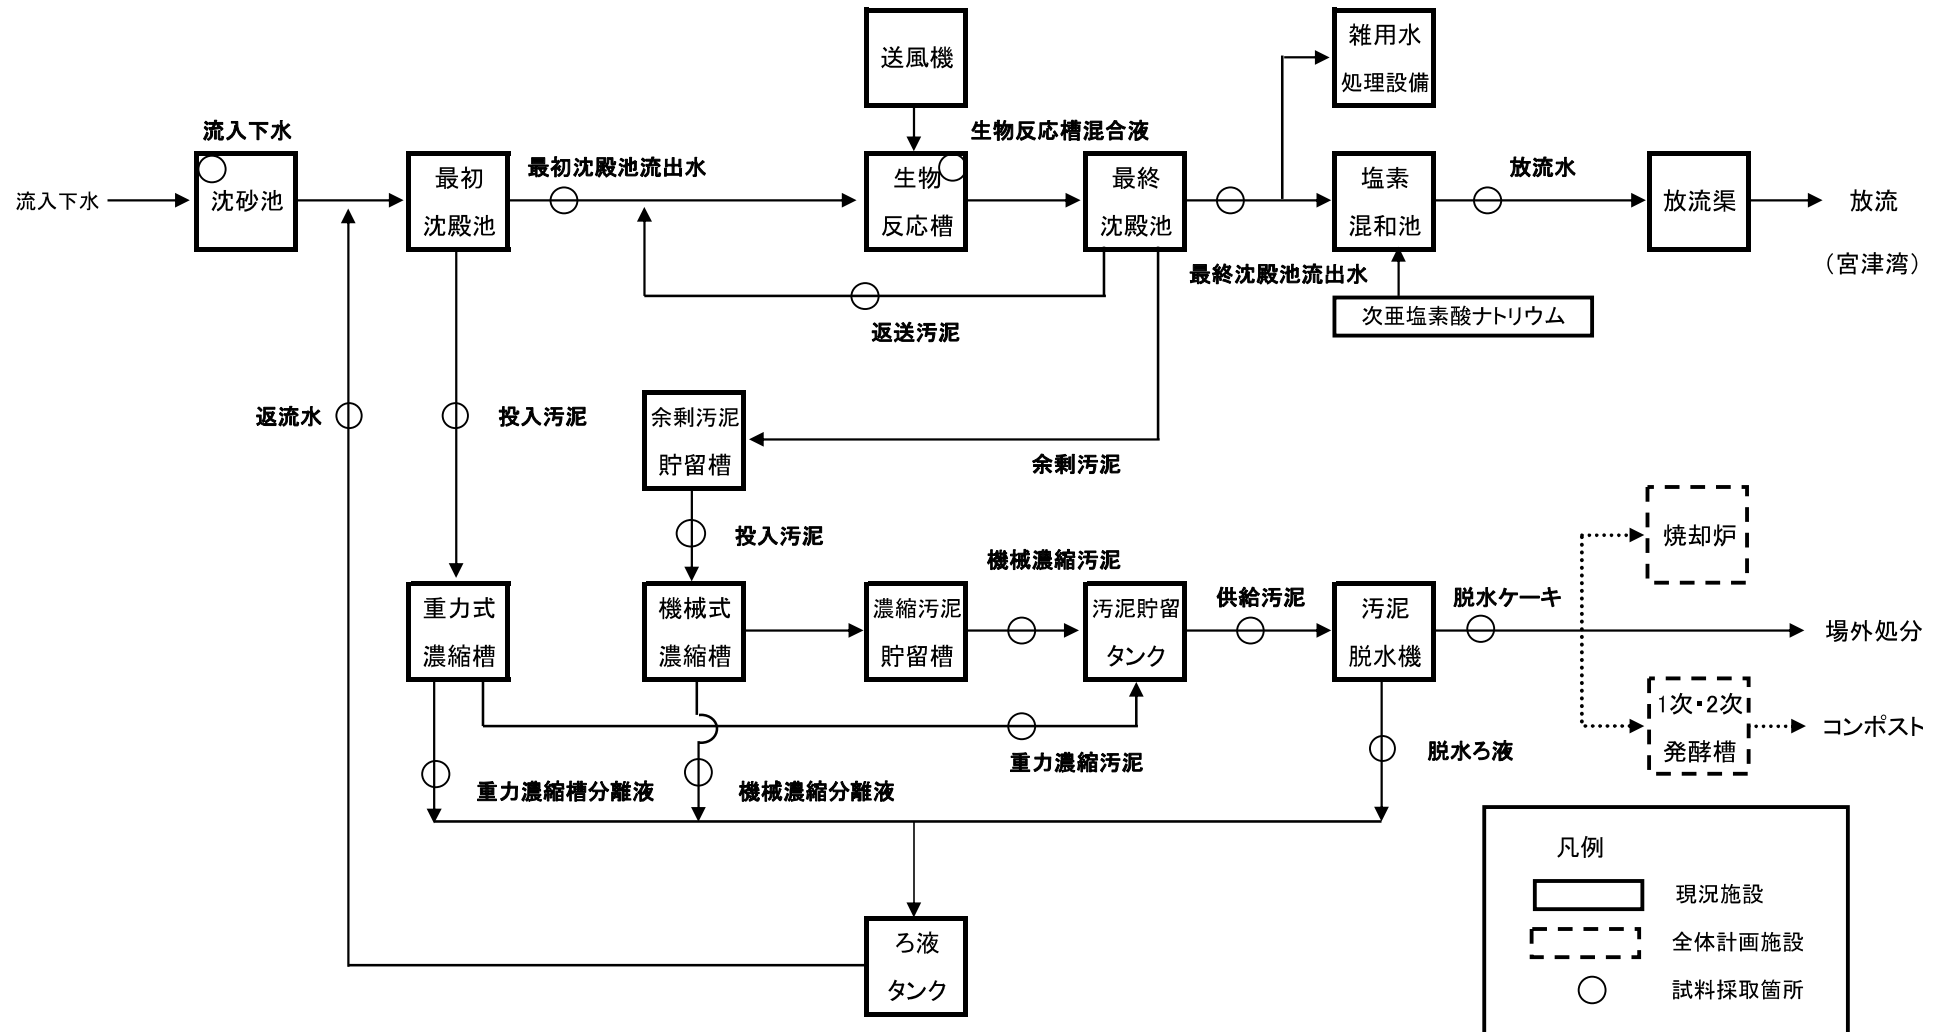 送風機
雑用水
処理設備
流入下水
生物反応槽混合液
流入下水
沈砂池
最初
沈殿池
最初沈殿池流出水
生物
反応槽
最終
沈殿池
塩素
混和池
放流水
放流渠
放流
（宮津湾）
最終沈殿池流出水
次亜塩素酸ナトリウム
返送汚泥
返流水
投入汚泥
余剰汚泥
貯留槽
余剰汚泥
投入汚泥
機械濃縮汚泥
焼却炉
重力式
濃縮槽
機械式
濃縮槽
濃縮汚泥
貯留槽
汚泥貯留
タンク
供給汚泥
汚泥
脱水機
脱水ケーキ
場外処分
1次・2次
発酵槽
コンポスト
重力濃縮汚泥
脱水ろ液
重力濃縮槽分離液
機械濃縮分離液
ろ液
タンク
凡例
現況施設
全体計画施設
試料採取箇所